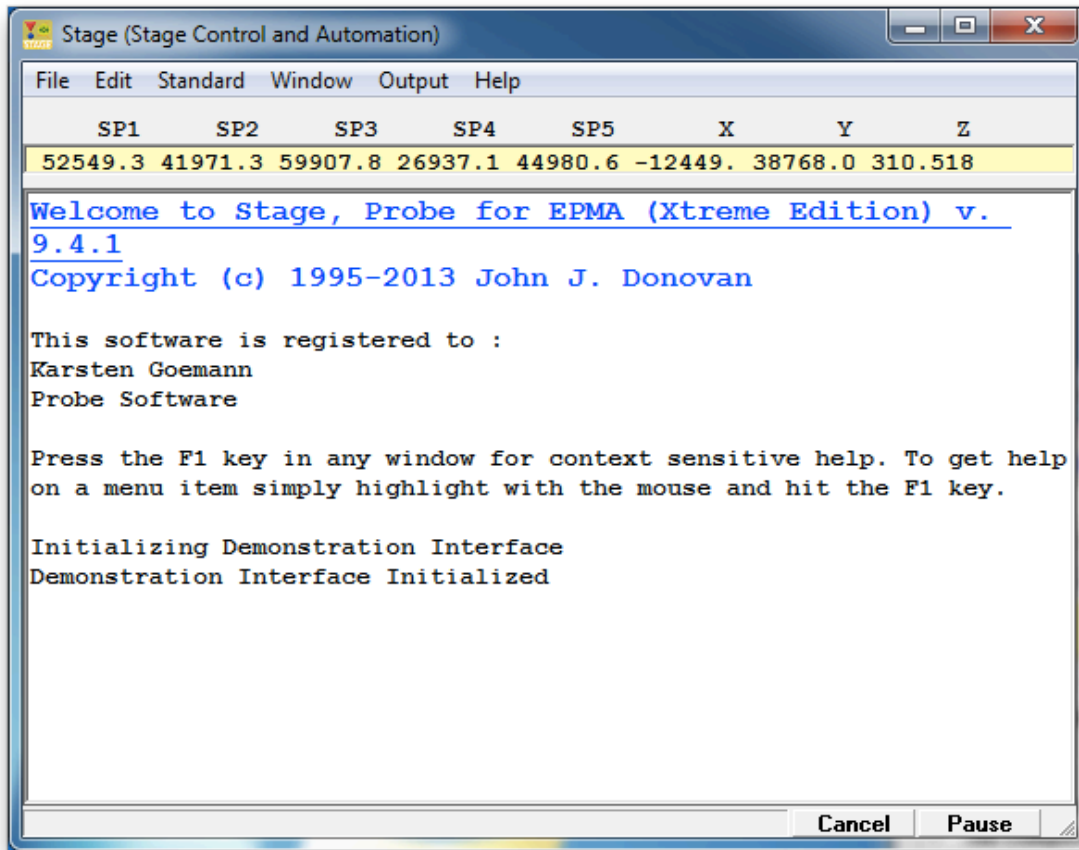 Stage (Stage Control and Automation)
File Edit Standard Window Output Help
SP1 SP2 SP3 SP4 SP5 X Y Z
52549.3 41971.3 59907.8 26937.1 44980.6 -12449. 38768.0 310.518
Welcome to Stage, Probe for EPMA (Xtreme Edition) v.
9.4.1
Copyright (c) 1995-2013 John J. Donovan
This software is registered to :
Karsten Goemann
Probe Software
Press the F1 key in any window for context sensitive help. To get help
on a menu item simply highlight with the mouse and hit the F1 key.
Initializing Demonstration Interface
Demonstration Interface Initialized
Cancel Pause